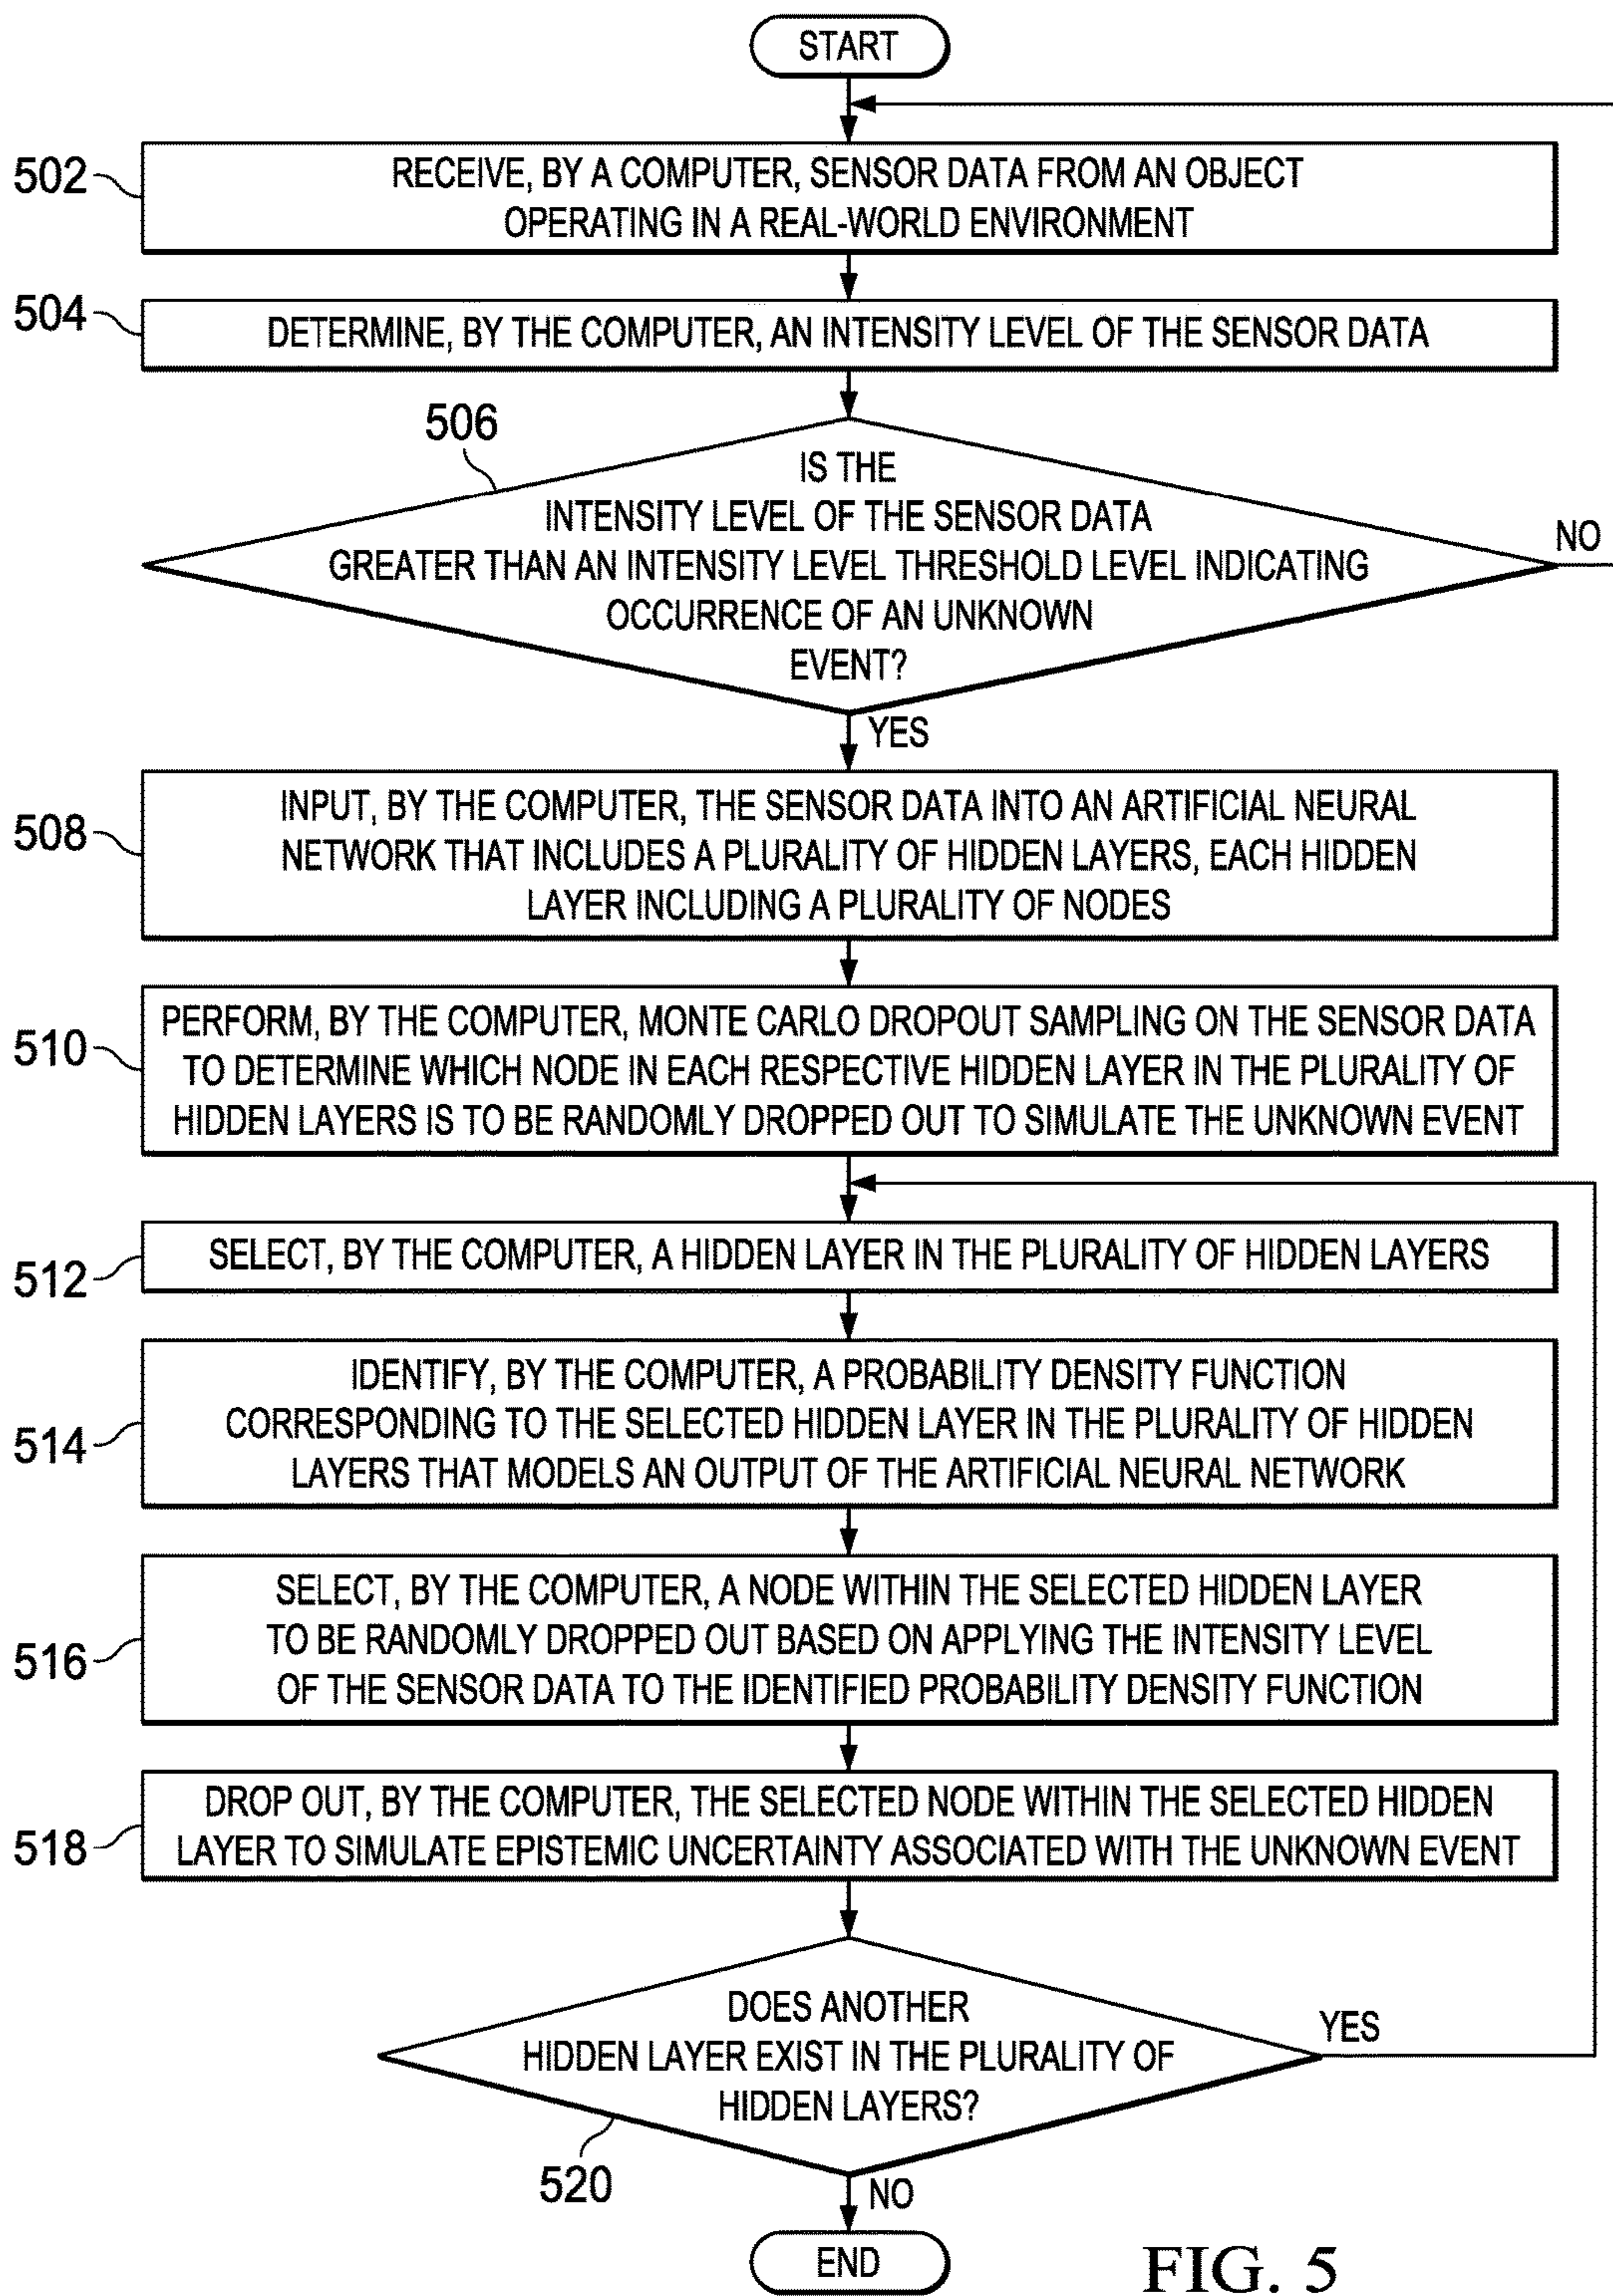 START
502
RECEIVE, BY A COMPUTER, SENSOR DATA FROM AN OBJECT
OPERATING IN A REAL-WORLD ENVIRONMENT
504
DETERMINE, BY THE COMPUTER, AN INTENSITY LEVEL OF THE SENSOR DATA
506
IS THE
INTENSITY LEVEL OF THE SENSOR DATA
GREATER THAN AN INTENSITY LEVEL THRESHOLD LEVEL INDICATING
OCCURRENCE OF AN UNKNOWN
EVENT?
NO
YES
508
INPUT, BY THE COMPUTER, THE SENSOR DATA INTO AN ARTIFICIAL NEURAL
NETWORK THAT INCLUDES A PLURALITY OF HIDDEN LAYERS, EACH HIDDEN
LAYER INCLUDING A PLURALITY OF NODES
510
PERFORM, BY THE COMPUTER, MONTE CARLO DROPOUT SAMPLING ON THE SENSOR DATA
TO DETERMINE WHICH NODE IN EACH RESPECTIVE HIDDEN LAYER IN THE PLURALITY OF
HIDDEN LAYERS IS TO BE RANDOMLY DROPPED OUT TO SIMULATE THE UNKNOWN EVENT
512
SELECT, BY THE COMPUTER, A HIDDEN LAYER IN THE PLURALITY OF HIDDEN LAYERS
514
IDENTIFY, BY THE COMPUTER, A PROBABILITY DENSITY FUNCTION
CORRESPONDING TO THE SELECTED HIDDEN LAYER IN THE PLURALITY OF HIDDEN
LAYERS THAT MODELS AN OUTPUT OF THE ARTIFICIAL NEURAL NETWORK
516
SELECT, BY THE COMPUTER, A NODE WITHIN THE SELECTED HIDDEN LAYER
TO BE RANDOMLY DROPPED OUT BASED ON APPLYING THE INTENSITY LEVEL
OF THE SENSOR DATA TO THE IDENTIFIED PROBABILITY DENSITY FUNCTION
518
DROP OUT, BY THE COMPUTER, THE SELECTED NODE WITHIN THE SELECTED HIDDEN
LAYER TO SIMULATE EPISTEMIC UNCERTAINTY ASSOCIATED WITH THE UNKNOWN EVENT
DOES ANOTHER
HIDDEN LAYER EXIST IN THE PLURALITY OF
HIDDEN LAYERS?
YES
520
NO
END
FIG. 5